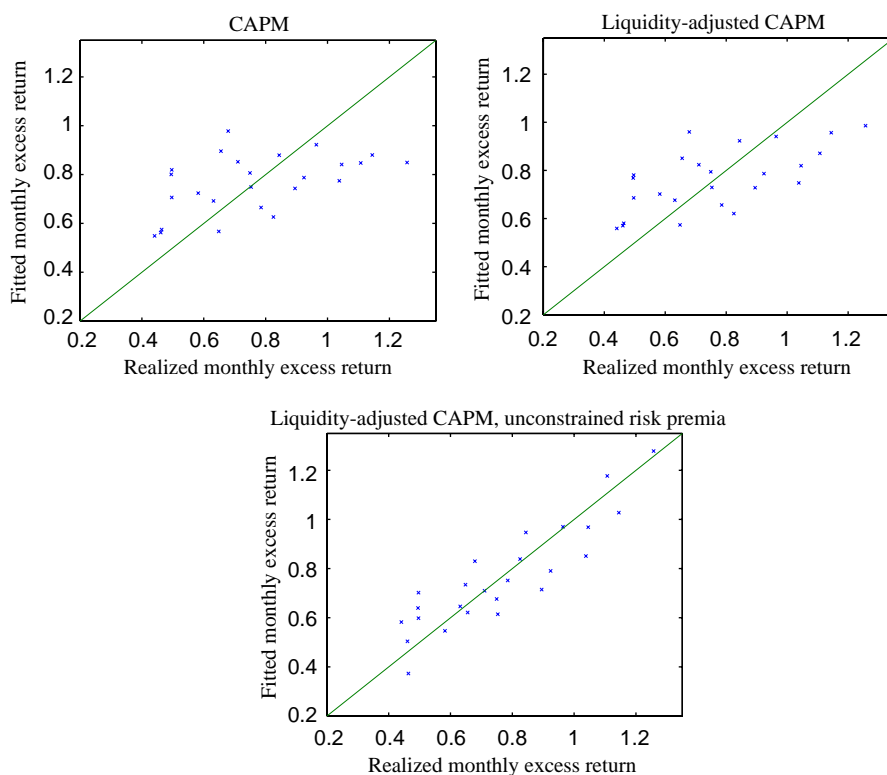 CAPM
Fitted monthly excess return
1.2
1
0.8
0.6
0.4
0.2
0.2 0.4 0.6 0.8 1 1.2
Realized monthly excess return
Liquidity-adjusted CAPM
Fitted monthly excess return
1.2
1
0.8
0.6
0.4
0.2
0.2 0.4 0.6 0.8 1 1.2
Realized monthly excess return
Liquidity-adjusted CAPM, unconstrained risk premia
Fitted monthly excess return
1.2
1
0.8
0.6
0.4
0.2
0.2 0.4 0.6 0.8 1 1.2
Realized monthly excess return